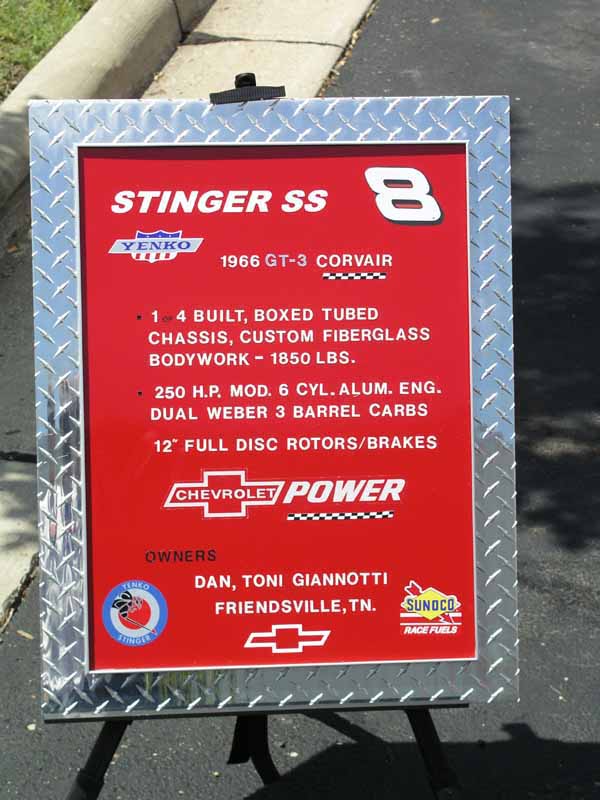 STINGER SS 8
YENKO
1966 GT-3 CORVAIR
1 OF 4 BUILT, BOXED TUBED
CHASSIS, CUSTOM FIBERGLASS
BODYWORK - 1850 LBS.
250 H.P. MOD. 6 CYL. ALUM. ENG.
DUAL WEBER 3 BARREL CARBS
12" FULL DISC ROTORS/BRAKES
CHEVROLET POWER
OWNERS
DAN, TONI GIANNOTTI
FRIENDSVILLE, TN.
YENKO
STINGER
SUNOCO
RACE FUELS